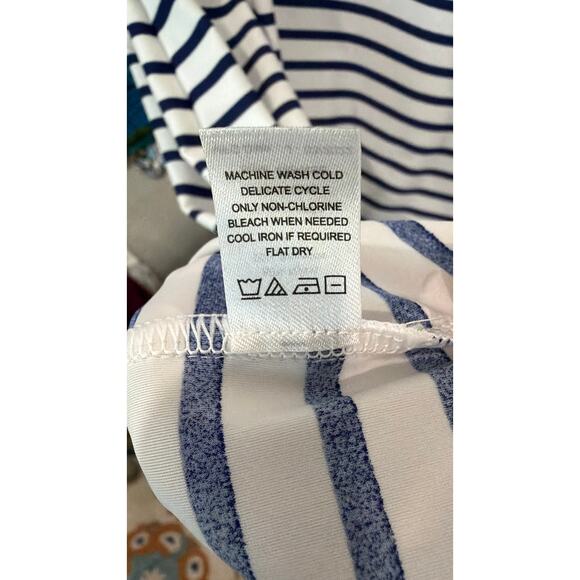 MACHINE WASH COLD
DELICATE CYCLE
ONLY NON-CHLORINE
BLEACH WHEN NEEDED
COOL IRON IF REQUIRED
FLAT DRY